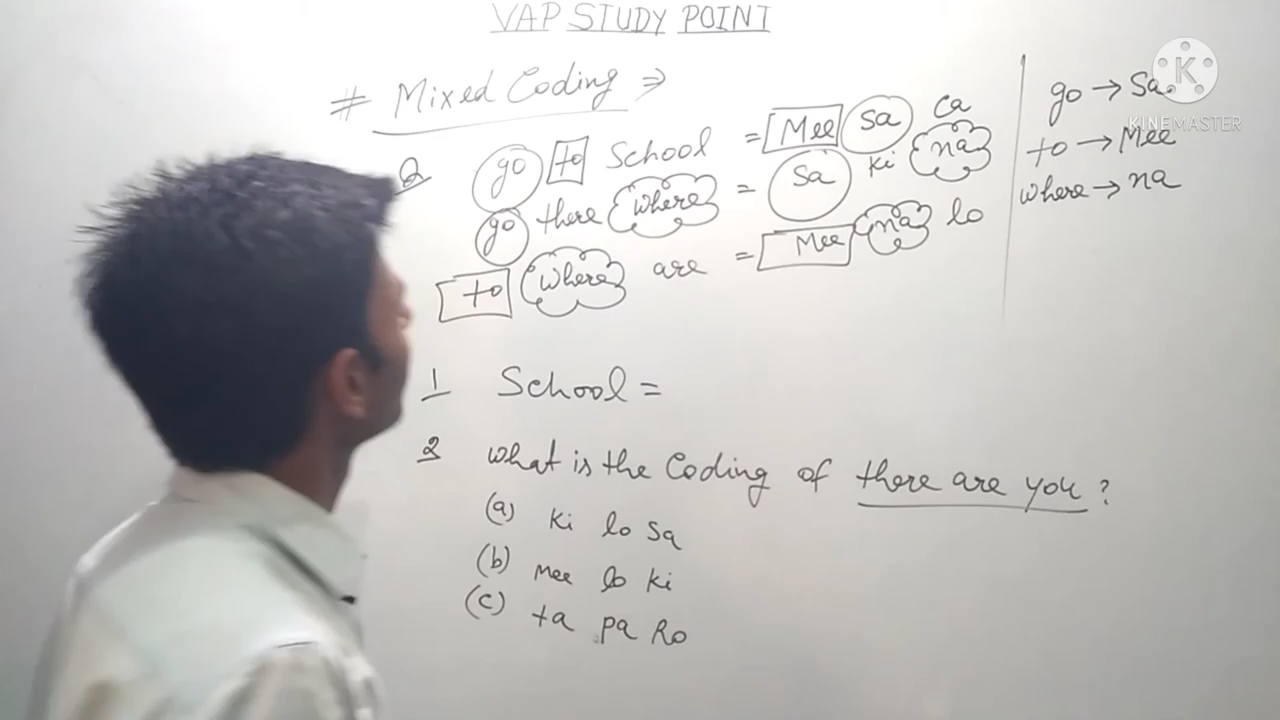 VAP STUDY POINT
# Mixed Coding ⇒
Q go to School = Mee Sa Ca
go there where = Sa Ki na
to where are = Mee na lo
go → Sa
to → Mee
where → na
1 School =
2 what is the Coding of there are you ?
(a) Ki lo Sa
(b) Mee lo Ki
(c) ta pa Ro
K
KINEMASTER